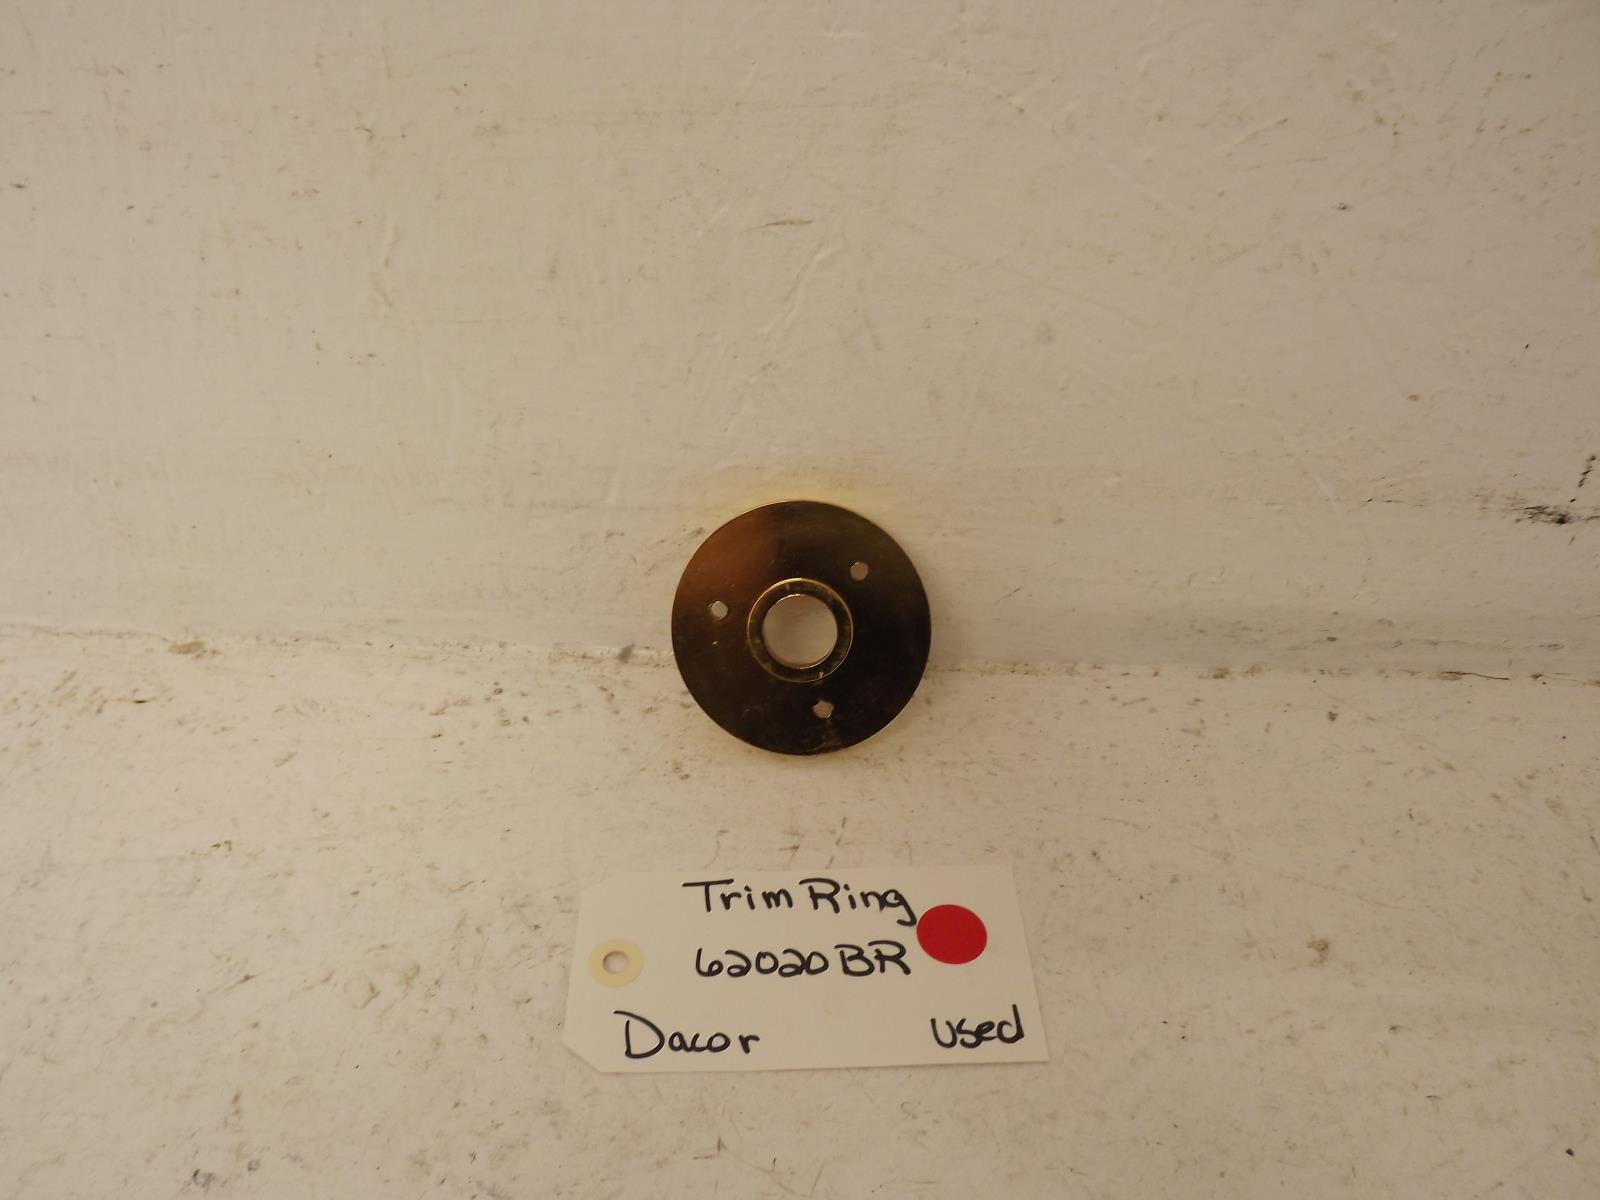 Trim Ring
62020BR
Dacor Used